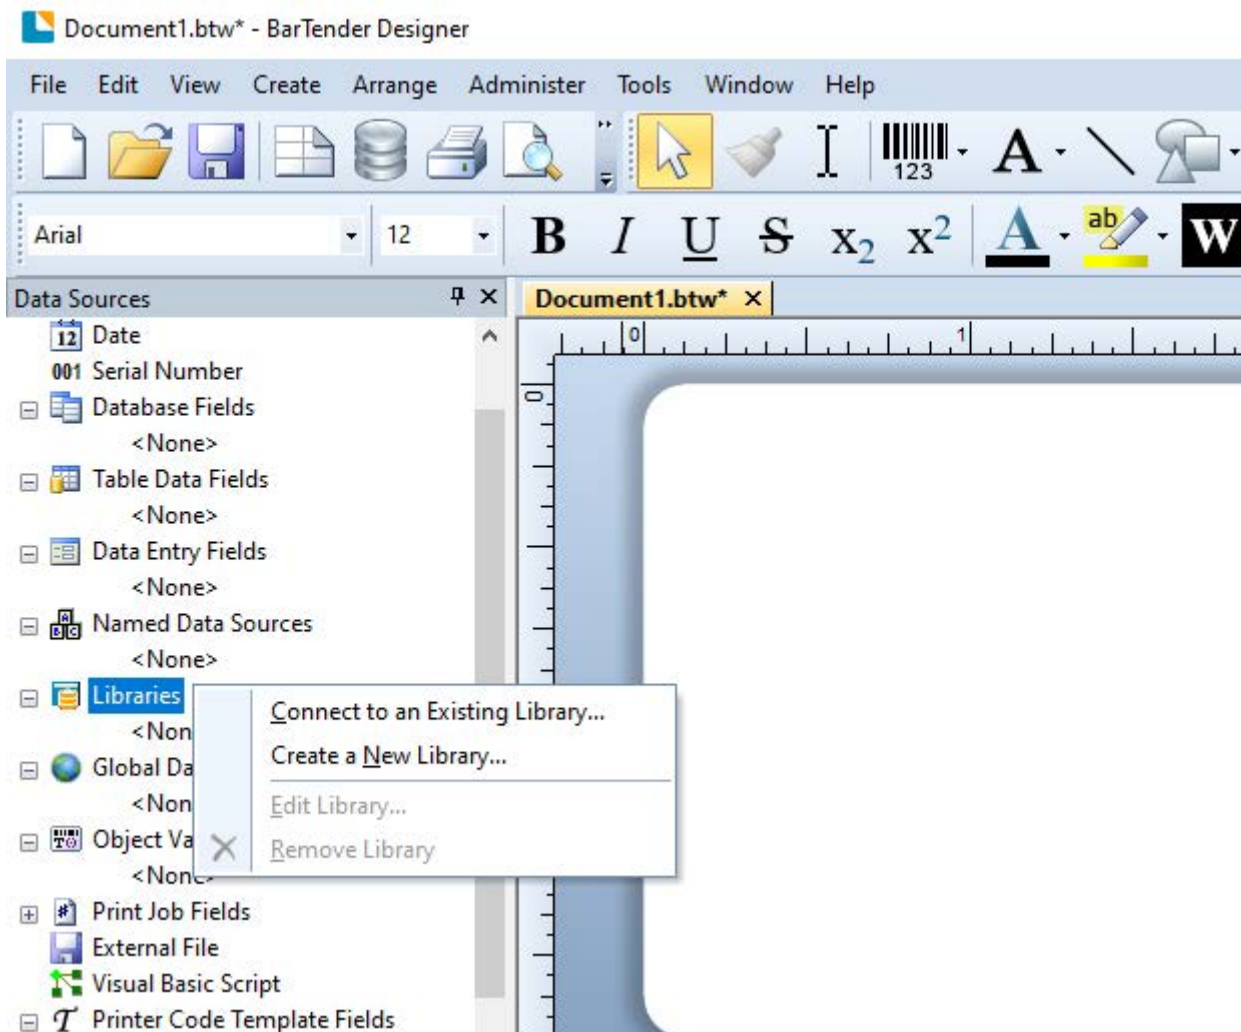 Document1.btw* - BarTender Designer
File Edit View Create Arrange Administer Tools Window Help
123
A
Arial 12 B I U S X2 X2 A ab W
Data Sources
Document1.btw*
0 1
0
12 Date
001 Serial Number
Database Fields
<None>
Table Data Fields
<None>
Data Entry Fields
<None>
Named Data Sources
<None>
Libraries
<Non
Global Da
<Non
Object Va
<None>
Connect to an Existing Library...
Create a New Library...
Edit Library...
Remove Library
Print Job Fields
External File
Visual Basic Script
T Printer Code Template Fields